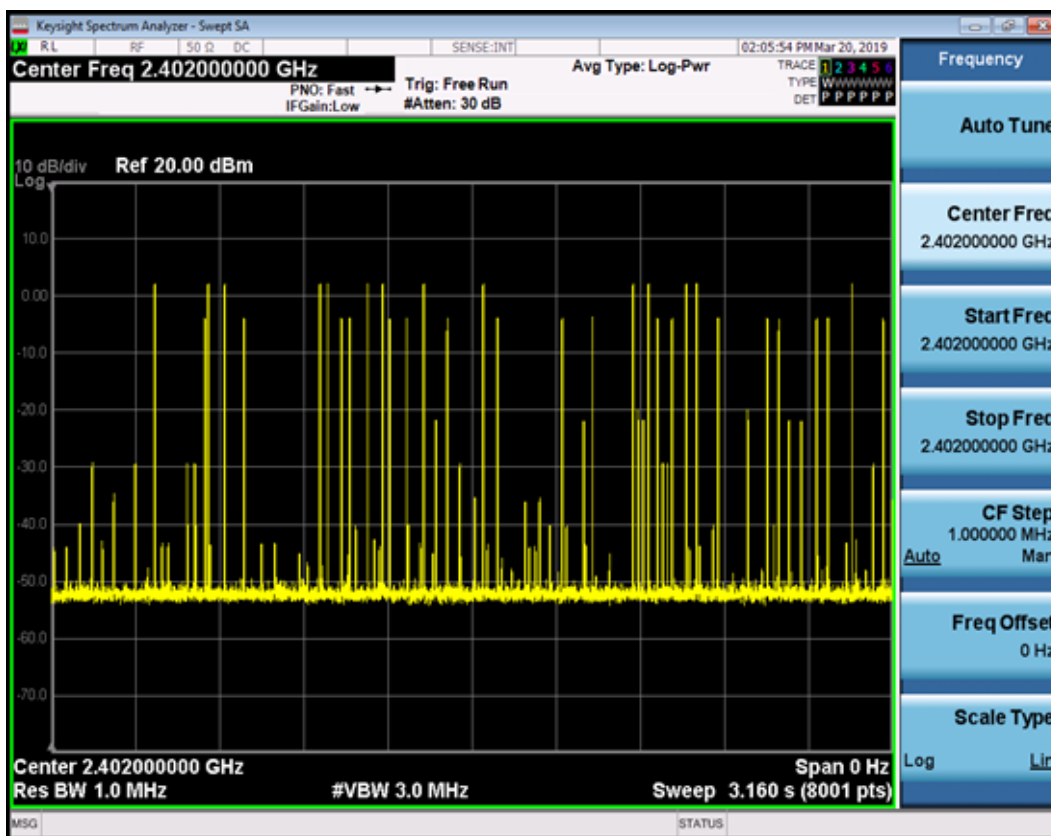 Keysight Spectrum Analyzer - Swept SA
RL RF 50 Ω DC SENSE:INT 02:05:54 PM Mar 20, 2019
Center Freq 2.402000000 GHz
PNO: Fast
IFGain:Low
Trig: Free Run
#Atten: 30 dB
Avg Type: Log-Pwr
TRACE 1 2 3 4 5 6
TYPE
DET P P P P P P
10 dB/div Ref 20.00 dBm
Log
10.0
0.00
-10.0
-20.0
-30.0
-40.0
-50.0
-60.0
-70.0
Center 2.402000000 GHz Span 0 Hz
Res BW 1.0 MHz #VBW 3.0 MHz Sweep 3.160 s (8001 pts)
MSG STATUS
Frequency
Auto Tune
Center Freq
2.402000000 GHz
Start Freq
2.402000000 GHz
Stop Freq
2.402000000 GHz
CF Step
1.000000 MHz
Auto Man
Freq Offset
0 Hz
Scale Type
Log Lin